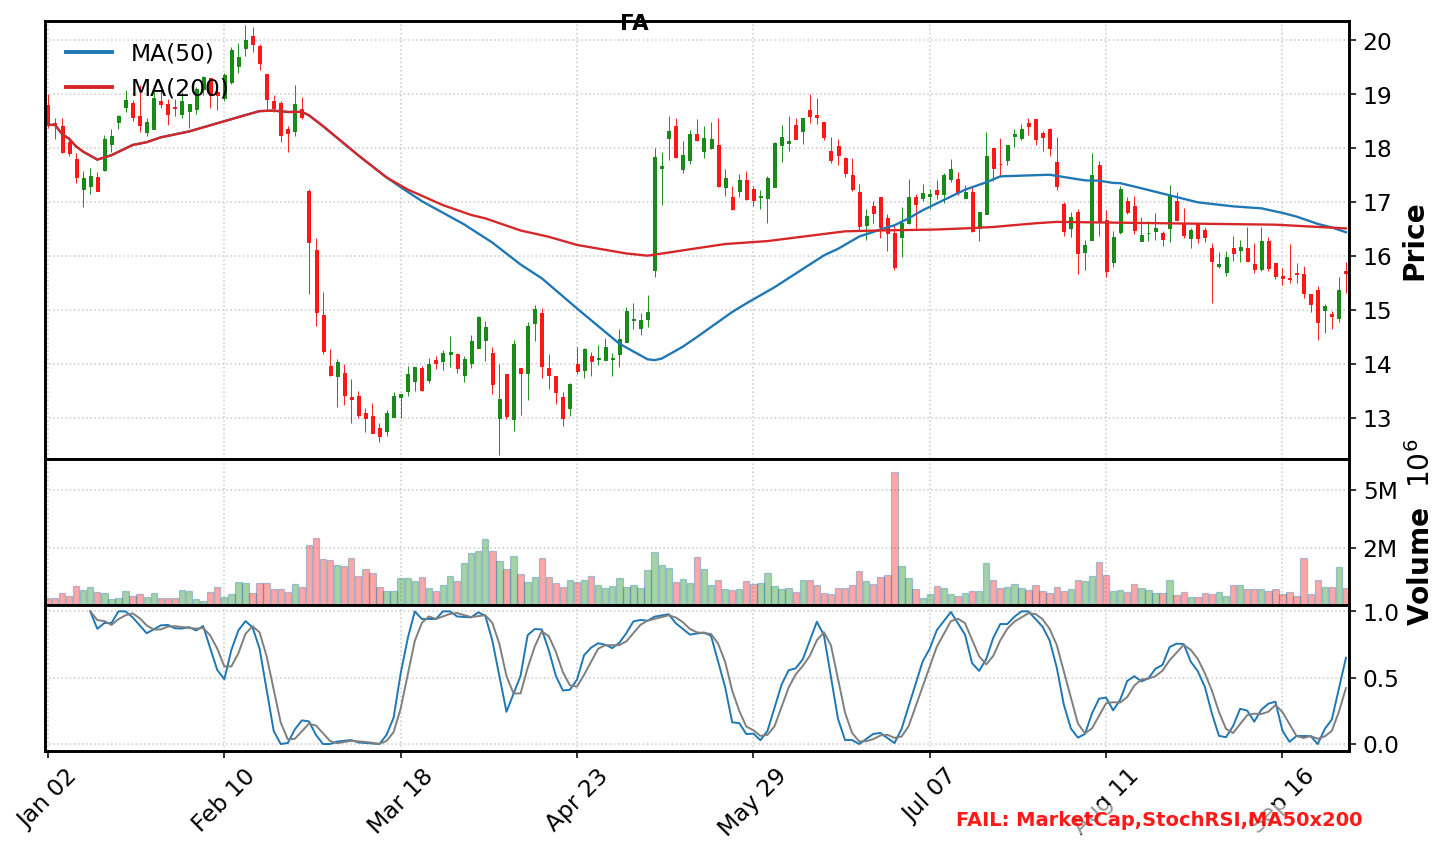 FA
MA(50)
MA(200)
20
19
18
17
16
15
14
13
Price
5M
2M
Volume 10^6
1.0
0.5
0.0
Jan 02
Feb 10
Mar 18
Apr 23
May 29
Jul 07
Aug 11
Sep 16
FAIL: MarketCap,StochRSI,MA50x200